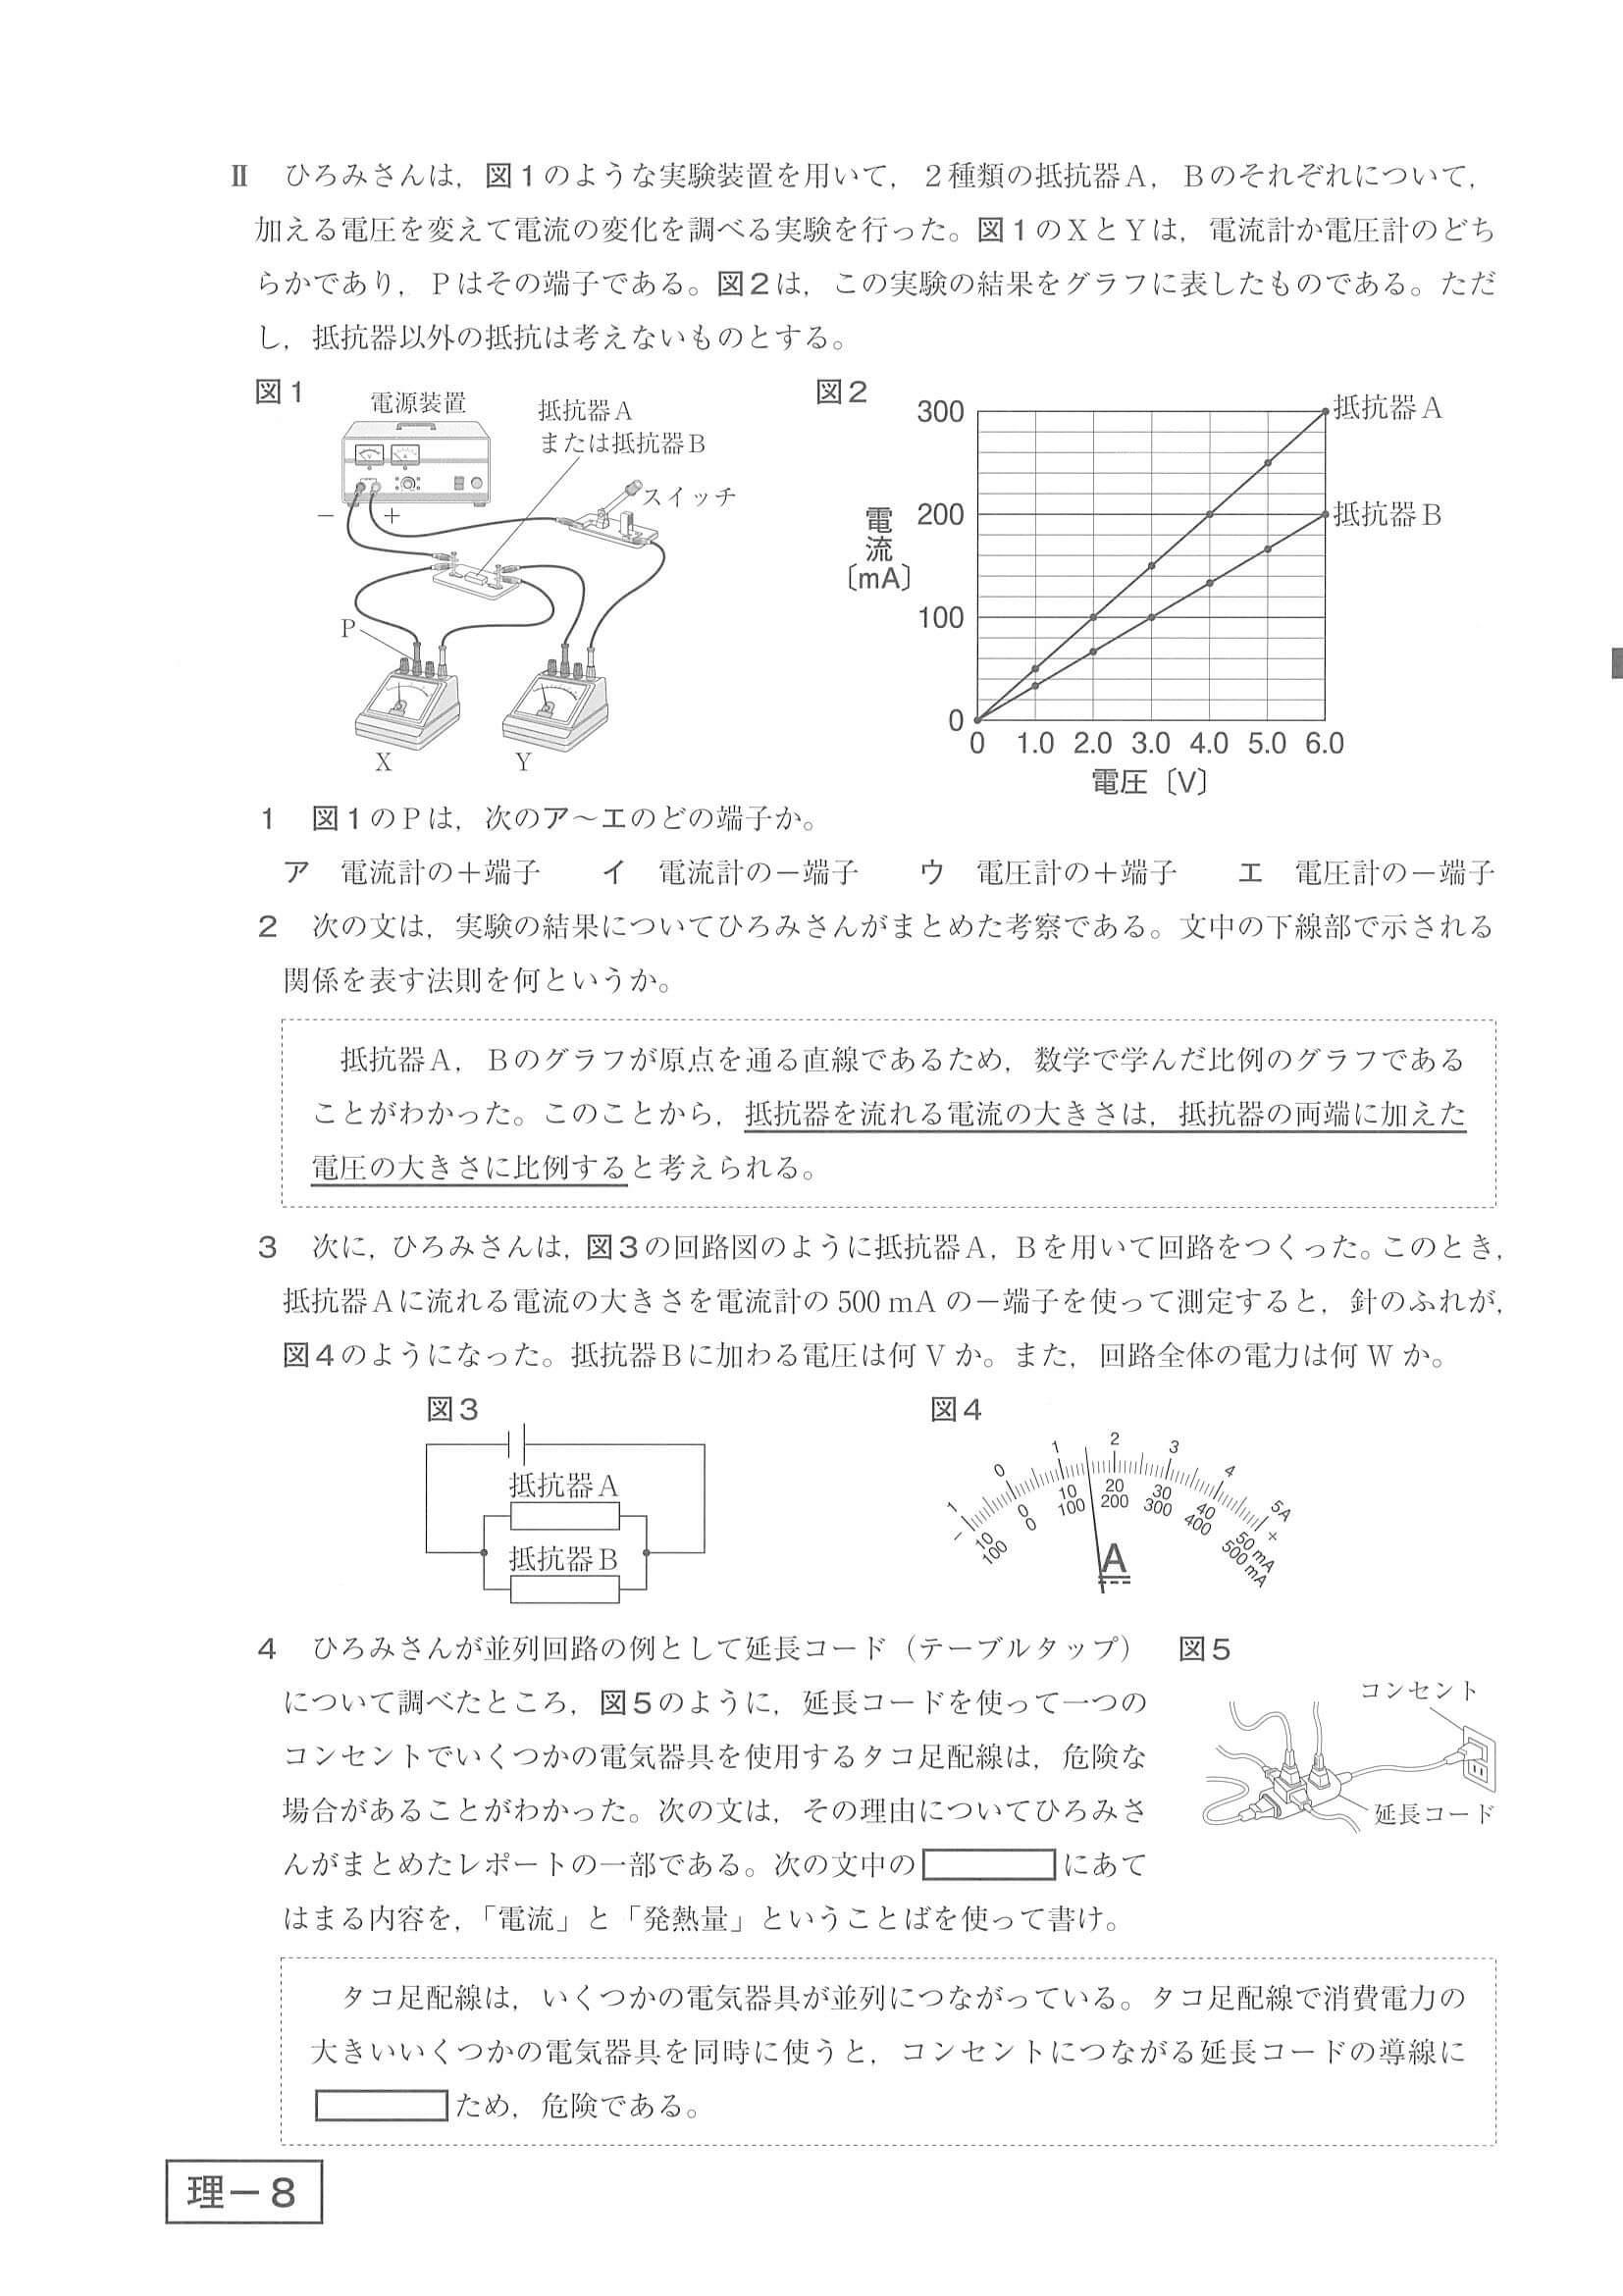 Ⅱ　ひろみさんは，図1のような実験装置を用いて，2種類の抵抗器A，Bのそれぞれについて，
加える電圧を変えて電流の変化を調べる実験を行った。図1のXとYは，電流計か電圧計のどち
らかであり，Pはその端子である。図2は，この実験の結果をグラフに表したものである。ただ
し，抵抗器以外の抵抗は考えないものとする。
図1
電源装置
抵抗器A
または抵抗器B
スイッチ
−
+
P
X
Y
図2
300
200
100
0
電流〔mA〕
抵抗器A
抵抗器B
0 1.0 2.0 3.0 4.0 5.0 6.0
電圧〔V〕
1　図1のPは，次のア〜エのどの端子か。
ア　電流計の＋端子　　イ　電流計の−端子　　ウ　電圧計の＋端子　　エ　電圧計の−端子
2　次の文は，実験の結果についてひろみさんがまとめた考察である。文中の下線部で示される
関係を表す法則を何というか。
抵抗器A，Bのグラフが原点を通る直線であるため，数学で学んだ比例のグラフである
ことがわかった。このことから，抵抗器を流れる電流の大きさは，抵抗器の両端に加えた
電圧の大きさに比例すると考えられる。
3　次に，ひろみさんは，図3の回路図のように抵抗器A，Bを用いて回路をつくった。このとき，
抵抗器Aに流れる電流の大きさを電流計の500 mAの−端子を使って測定すると，針のふれが，
図4のようになった。抵抗器Bに加わる電圧は何Vか。また，回路全体の電力は何Wか。
図3
抵抗器A
抵抗器B
図4
1 0 1 2 3 4 5A
− +
10 0 10 20 30 40 50 mA
100 0 100 200 300 400 500 mA
A
4　ひろみさんが並列回路の例として延長コード（テーブルタップ）
について調べたところ，図5のように，延長コードを使って一つの
コンセントでいくつかの電気器具を使用するタコ足配線は，危険な
場合があることがわかった。次の文は，その理由についてひろみさ
んがまとめたレポートの一部である。次の文中の　　　にあて
はまる内容を，「電流」と「発熱量」ということばを使って書け。
図5
コンセント
延長コード
タコ足配線は，いくつかの電気器具が並列につながっている。タコ足配線で消費電力の
大きいいくつかの電気器具を同時に使うと，コンセントにつながる延長コードの導線に
ため，危険である。
理−8